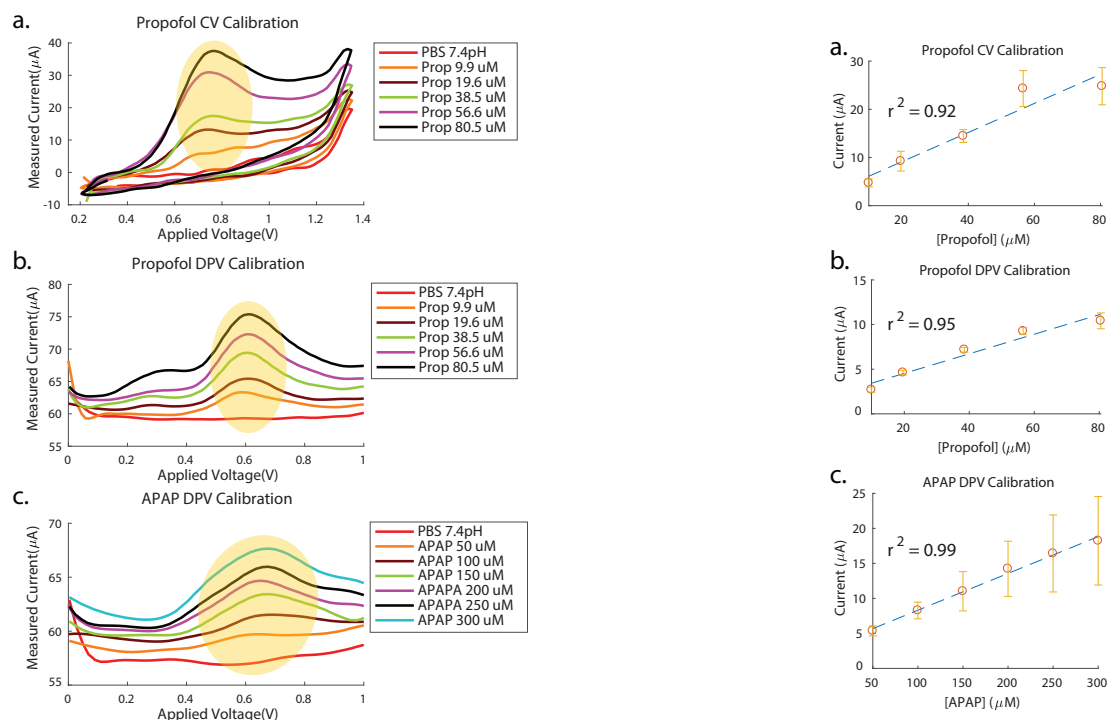 a.
Propofol CV Calibration
Measured Current(μA)
40
30
20
10
0
-10
0.2 0.4 0.6 0.8 1 1.2 1.4
Applied Voltage(V)
PBS 7.4pH
Prop 9.9 uM
Prop 19.6 uM
Prop 38.5 uM
Prop 56.6 uM
Prop 80.5 uM
b.
Propofol DPV Calibration
Measured Current(μA)
80
75
70
65
60
55
0 0.2 0.4 0.6 0.8 1
Applied Voltage(V)
PBS 7.4pH
Prop 9.9 uM
Prop 19.6 uM
Prop 38.5 uM
Prop 56.6 uM
Prop 80.5 uM
c.
APAP DPV Calibration
Measured Current(μA)
70
65
60
55
0 0.2 0.4 0.6 0.8 1
Applied Voltage(V)
PBS 7.4pH
APAP 50 uM
APAP 100 uM
APAP 150 uM
APAPA 200 uM
APAPA 250 uM
APAP 300 uM
a.
Propofol CV Calibration
Current (μA)
30
20
10
0
r² = 0.92
20 40 60 80
[Propofol] (μM)
b.
Propofol DPV Calibration
Current (μA)
15
10
5
0
r² = 0.95
20 40 60 80
[Propofol] (μM)
c.
APAP DPV Calibration
Current (μA)
25
20
15
10
5
0
r² = 0.99
50 100 150 200 250 300
[APAP] (μM)